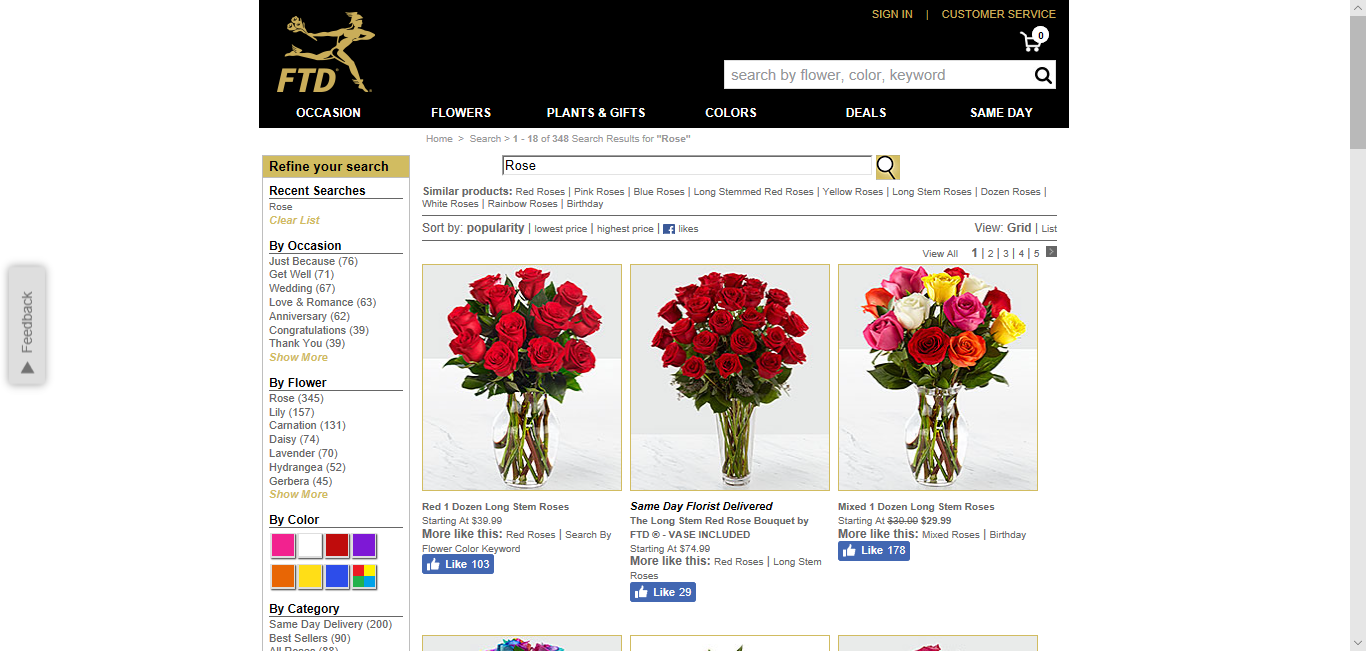 SIGN IN | CUSTOMER SERVICE
0
FTD
search by flower, color, keyword
OCCASION FLOWERS PLANTS & GIFTS COLORS DEALS SAME DAY
Home > Search > 1 - 18 of 348 Search Results for "Rose"
Refine your search
Recent Searches
Rose
Clear List
By Occasion
Just Because (76)
Get Well (71)
Wedding (67)
Love & Romance (63)
Anniversary (62)
Congratulations (39)
Thank You (39)
Show More
By Flower
Rose (345)
Lily (157)
Carnation (131)
Daisy (74)
Lavender (70)
Hydrangea (52)
Gerbera (45)
Show More
By Color
By Category
Same Day Delivery (200)
Best Sellers (90)
All Roses (88)
Feedback
Rose
Similar products: Red Roses | Pink Roses | Blue Roses | Long Stemmed Red Roses | Yellow Roses | Long Stem Roses | Dozen Roses |
White Roses | Rainbow Roses | Birthday
Sort by: popularity | lowest price | highest price | f likes View: Grid | List
View All 1 | 2 | 3 | 4 | 5 >
Red 1 Dozen Long Stem Roses
Starting At $39.99
More like this: Red Roses | Search By
Flower Color Keyword
Like 103
Same Day Florist Delivered
The Long Stem Red Rose Bouquet by
FTD ® - VASE INCLUDED
Starting At $74.99
More like this: Red Roses | Long Stem
Roses
Like 29
Mixed 1 Dozen Long Stem Roses
Starting At $39.99 $29.99
More like this: Mixed Roses | Birthday
Like 178